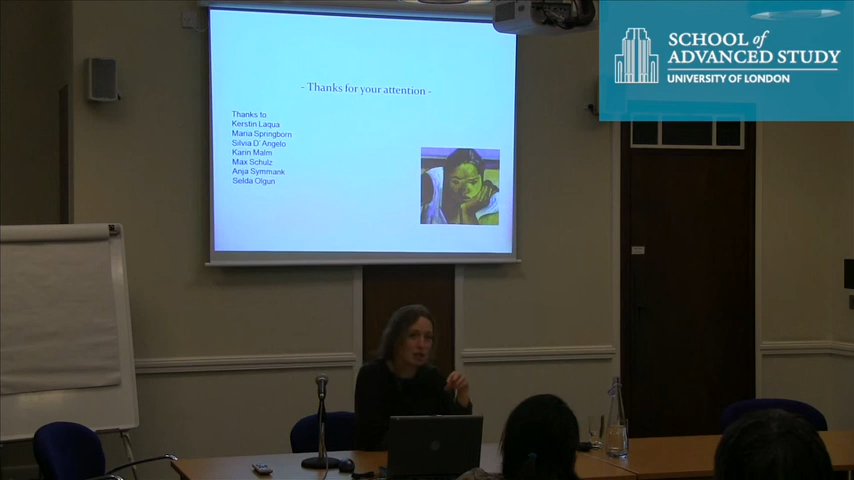 SCHOOL of
ADVANCED STUDY
UNIVERSITY OF LONDON
- Thanks for your attention -
Thanks to
Kerstin Laqua
Maria Springborn
Silvia D' Angelo
Karin Malm
Max Schulz
Anja Symmank
Selda Olgun